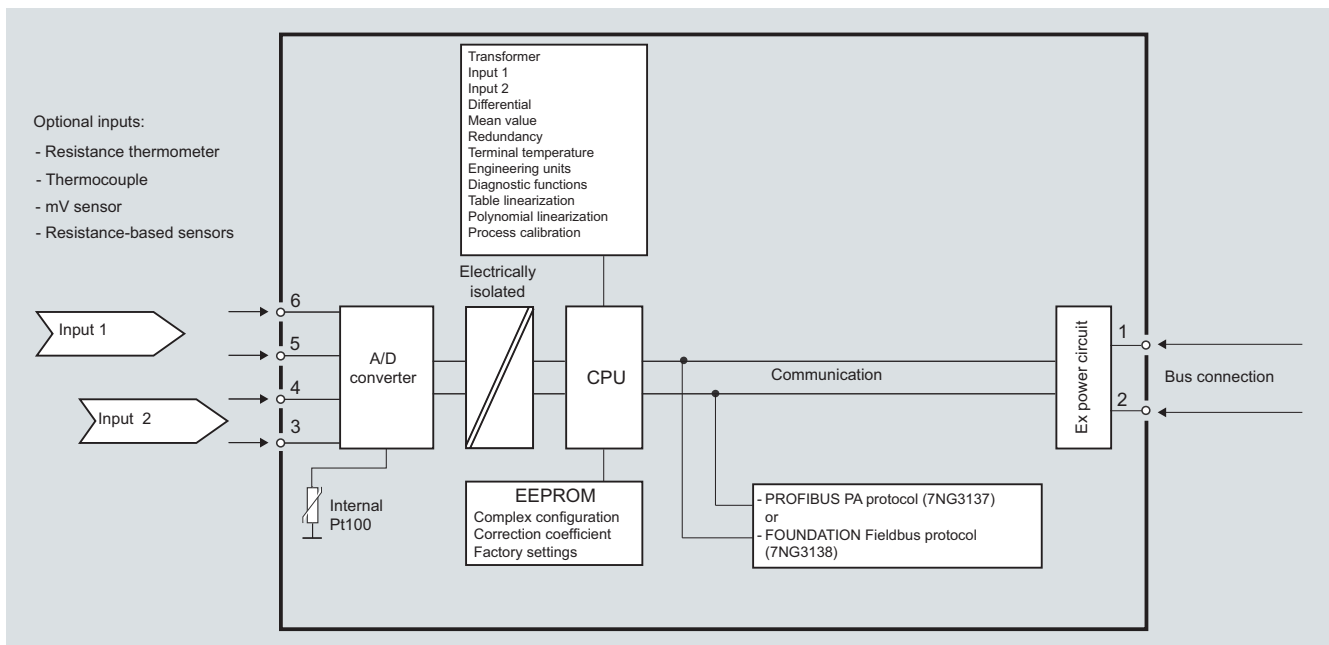 Transformer
Input 1
Input 2
Differential
Mean value
Redundancy
Terminal temperature
Engineering units
Diagnostic functions
Table linearization
Polynomial linearization
Process calibration
Optional inputs:
- Resistance thermometer
- Thermocouple
- mV sensor
- Resistance-based sensors
Electrically
isolated
Input 1
Input 2
6
5
4
3
A/D
converter
CPU
Communication
Ex power circuit
1
2
Bus connection
Internal
Pt100
EEPROM
Complex configuration
Correction coefficient
Factory settings
- PROFIBUS PA protocol (7NG3137)
or
- FOUNDATION Fieldbus protocol
(7NG3138)